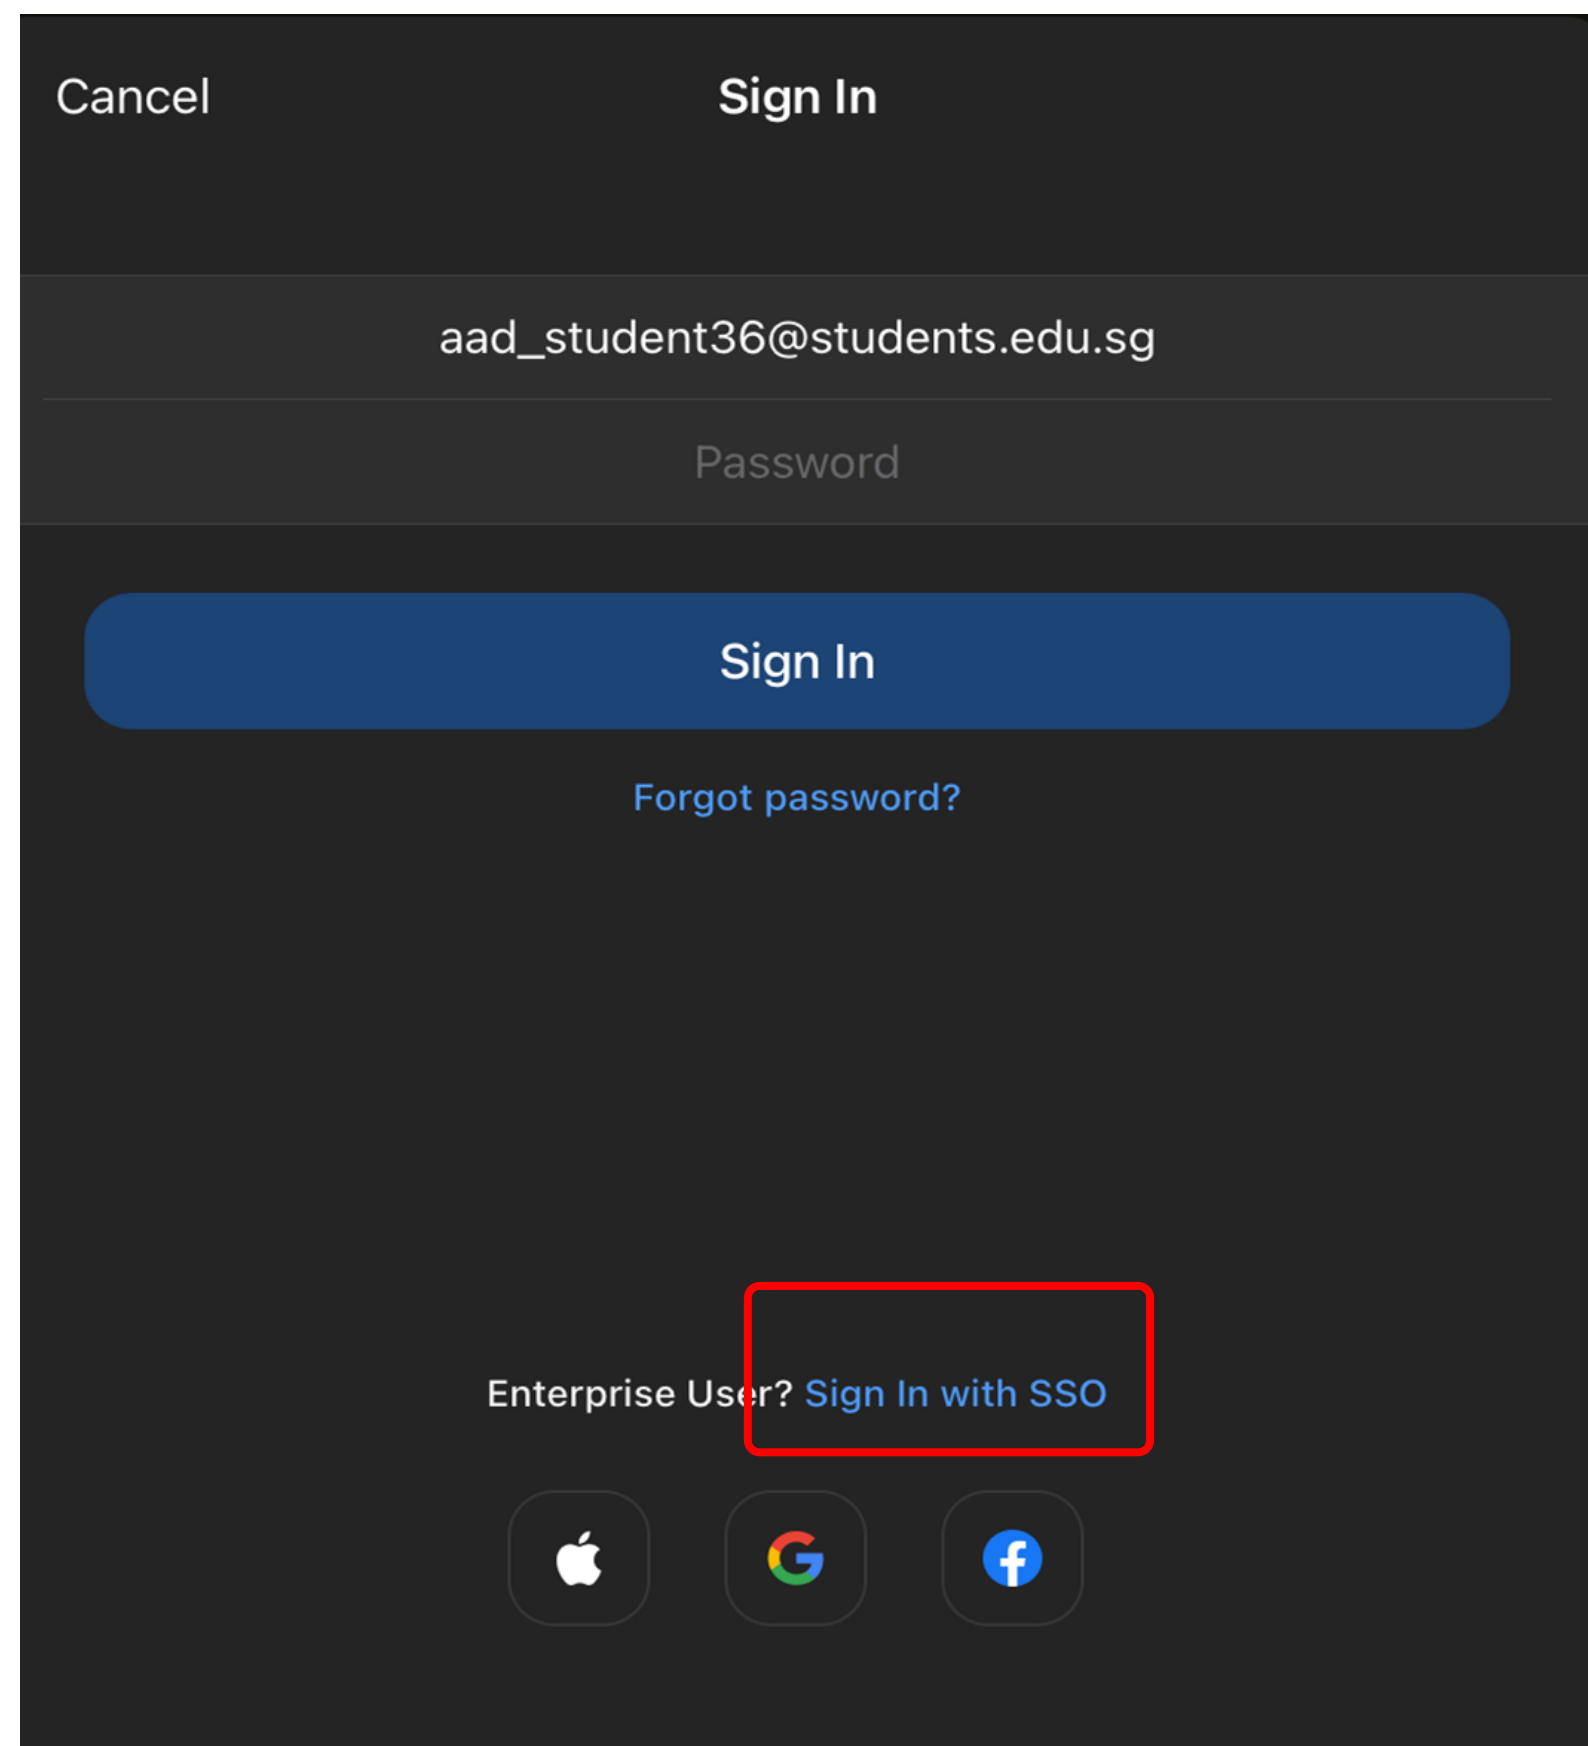 Cancel
Sign In
aad_student36@students.edu.sg
Password
Sign In
Forgot password?
Enterprise User? Sign In with SSO